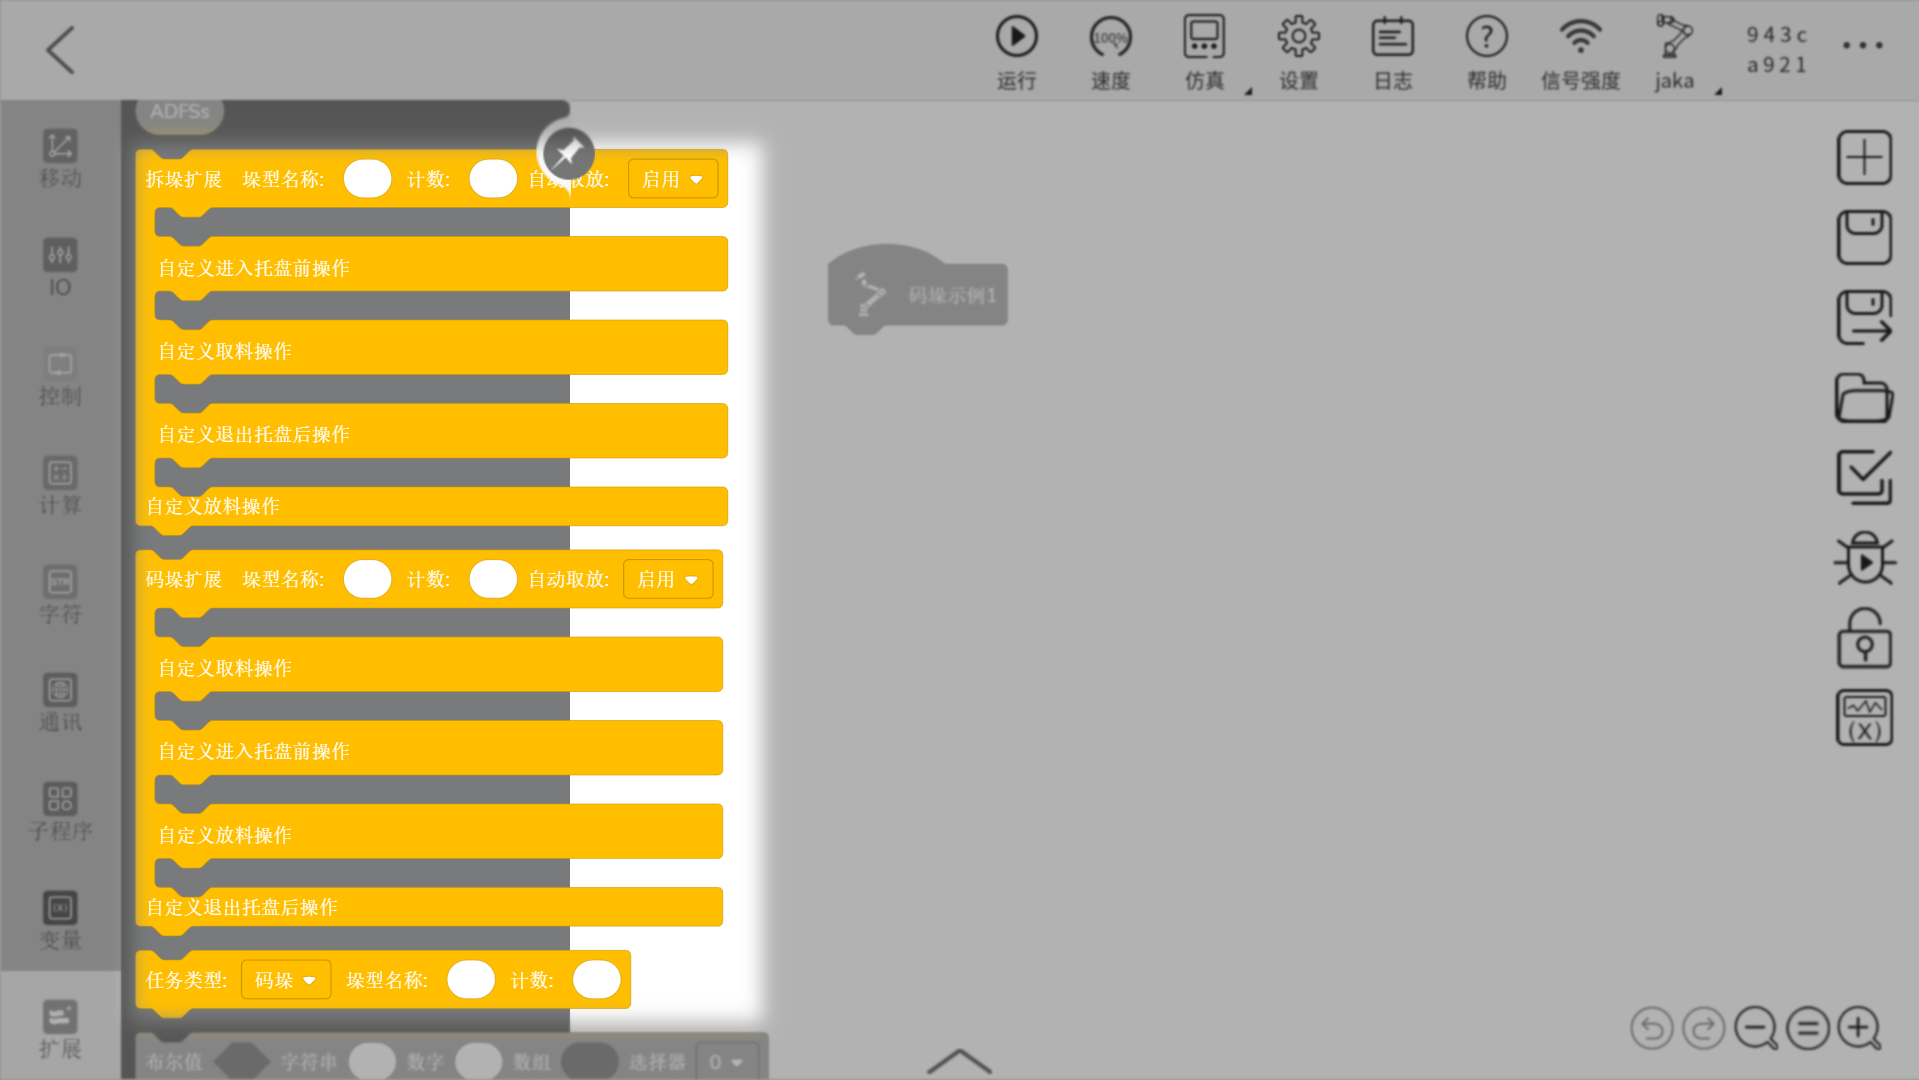 运行
100%
速度
仿真
设置
日志
?
帮助
信号强度
jaka
943c
a921
移动
IO
控制
计算
STR
字符
通讯
子程序
(X)
变量
扩展
ADFSs
拆垛扩展 垛型名称: 计数: 自动取放: 启用
自定义进入托盘前操作
自定义取料操作
自定义退出托盘后操作
自定义放料操作
码垛扩展 垛型名称: 计数: 自动取放: 启用
自定义取料操作
自定义进入托盘前操作
自定义放料操作
自定义退出托盘后操作
任务类型: 码垛 垛型名称: 计数:
布尔值 字符串 数字 数组 选择器 0
码垛示例1
(X)